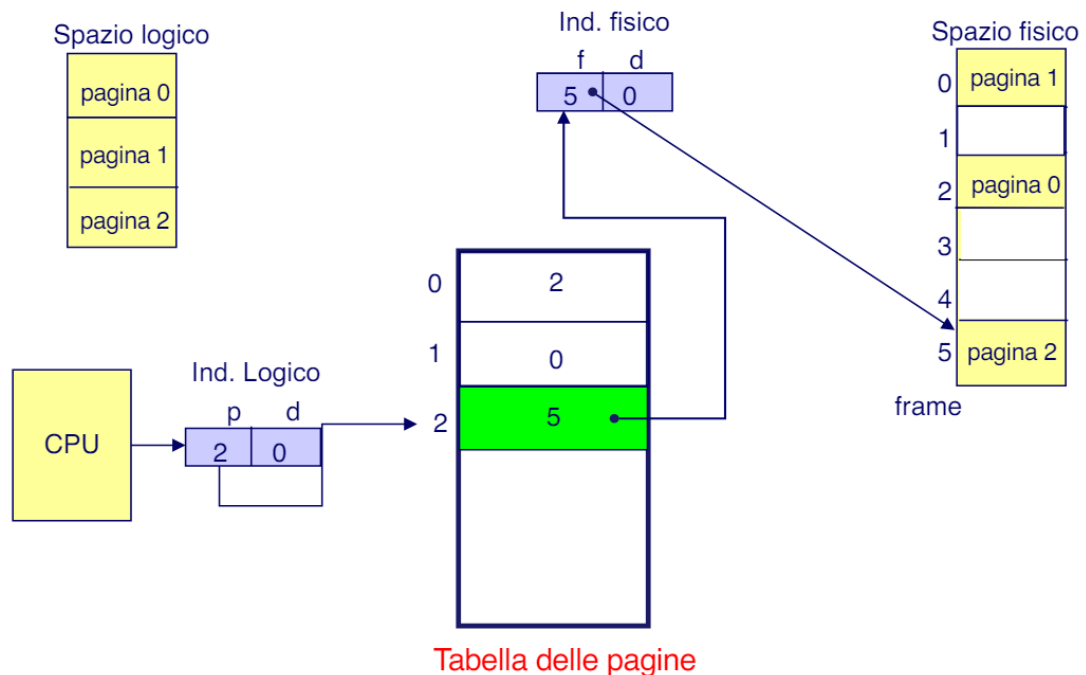 Spazio logico
pagina 0
pagina 1
pagina 2
Ind. fisico
f d
5 0
Spazio fisico
0 pagina 1
1
2 pagina 0
3
4
5 pagina 2
frame
CPU
Ind. Logico
p d
2 0
0 2
1 0
2 5
Tabella delle pagine